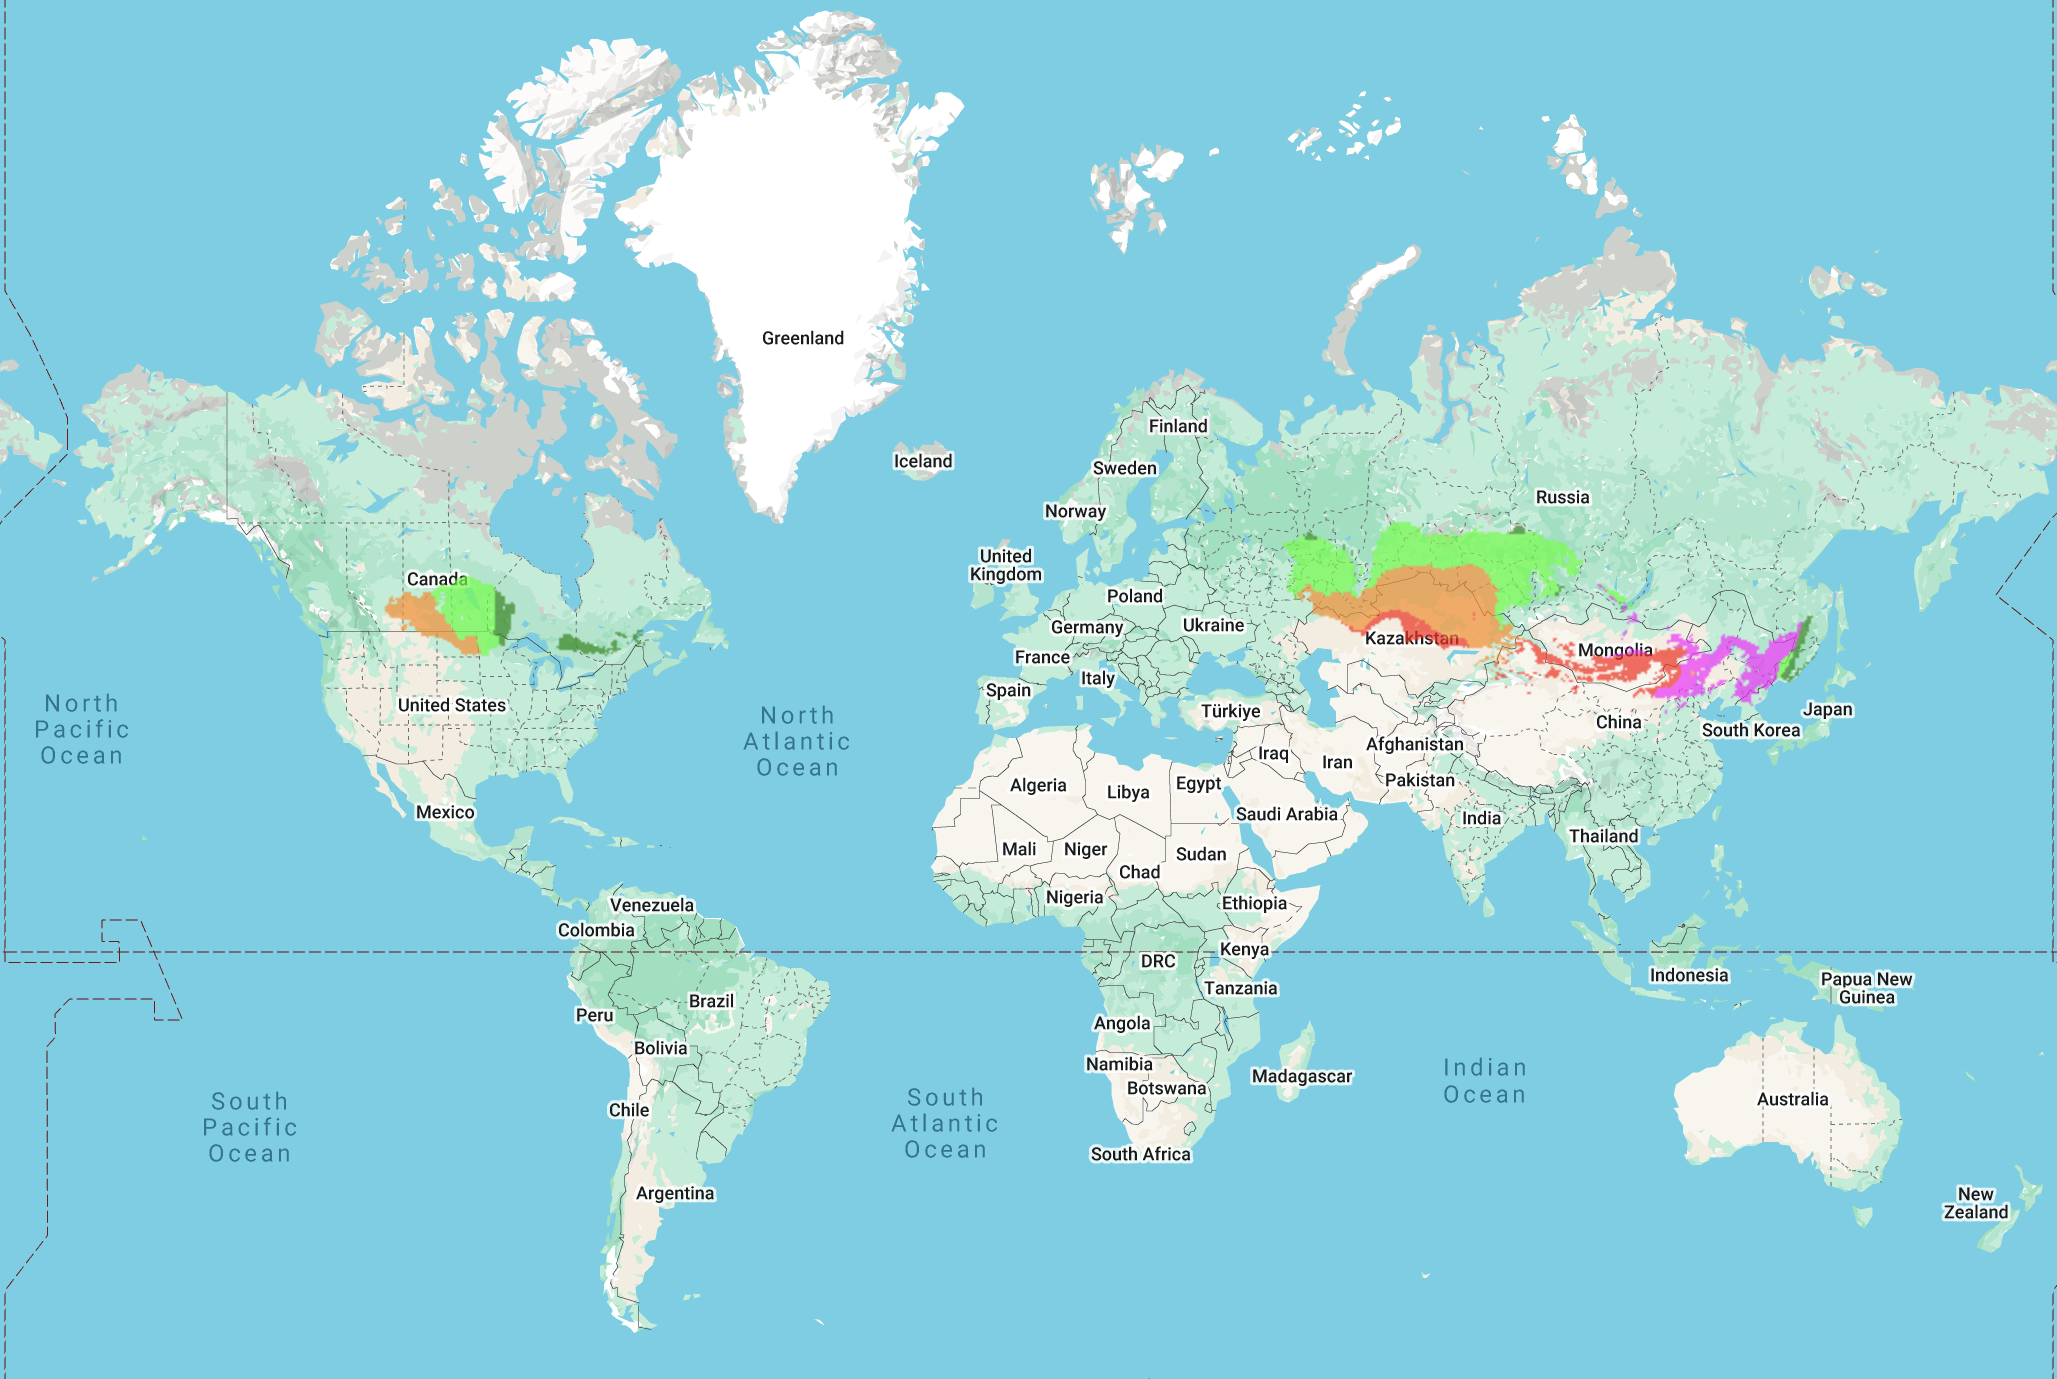 Greenland
Finland
Iceland
Sweden
Russia
Norway
United
Kingdom
Canada
Poland
Germany
Ukraine
Kazakhstan
Mongolia
France
Italy
Spain
North
Pacific
Ocean
United States
North
Atlantic
Ocean
Türkiye
China
Japan
South Korea
Iraq
Iran
Afghanistan
Pakistan
Algeria
Libya
Egypt
Saudi Arabia
India
Mexico
Thailand
Mali
Niger
Chad
Sudan
Nigeria
Ethiopia
Venezuela
Colombia
Kenya
DRC
Tanzania
Indonesia
Papua New
Guinea
Brazil
Peru
Angola
Bolivia
Namibia
Botswana
Madagascar
Indian
Ocean
Australia
South
Pacific
Ocean
Chile
South
Atlantic
Ocean
South Africa
Argentina
New
Zealand